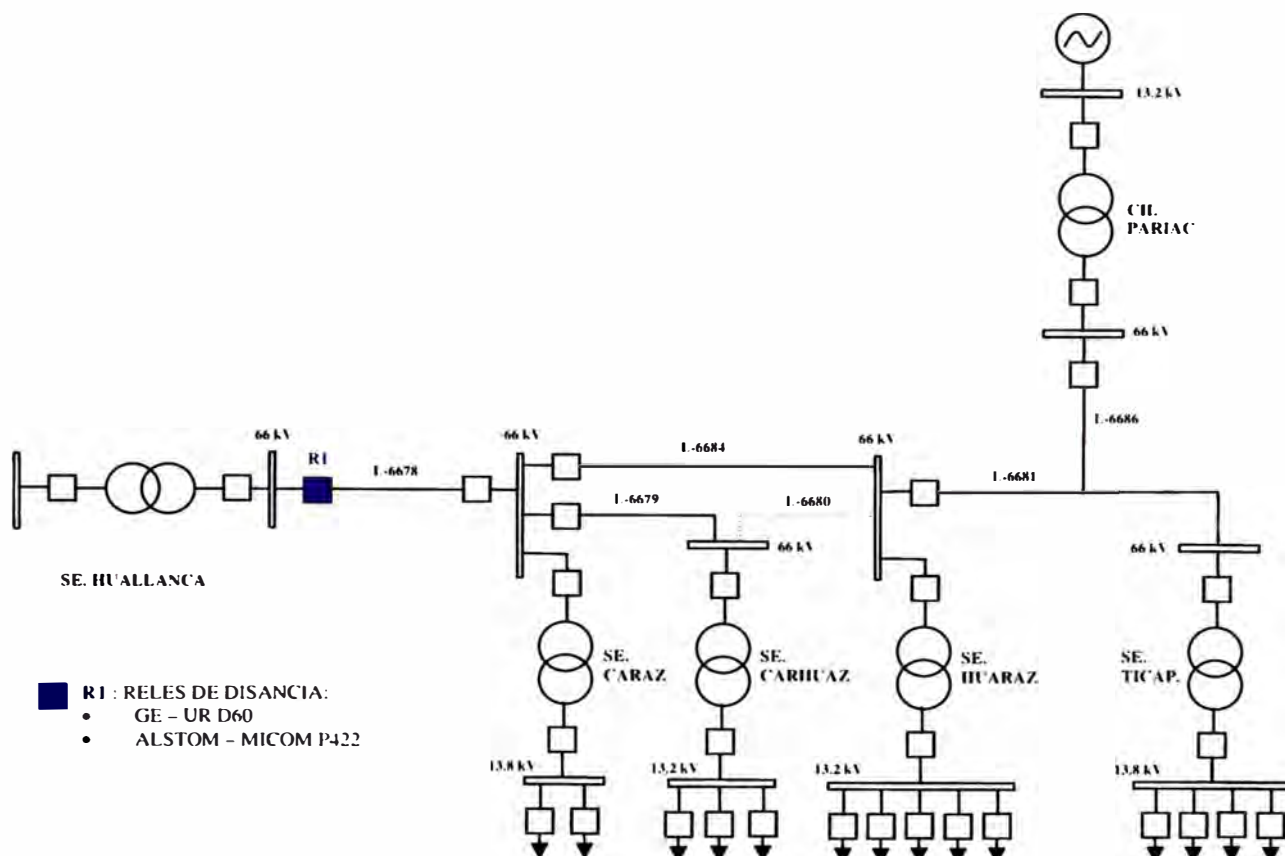 13.2 kV
CH.
PARIAC
66 kV
L-6686
66 kV
R1
L-6678
66 kV
L-6684
66 kV
L-6681
L-6679
L-6680
66 kV
66 kV
SE. HUALLANCA
SE.
CARAZ
SE.
CARHUAZ
SE.
HUARAZ
SE.
TICAP.
R1 : RELES DE DISANCIA:
• GE – UR D60
• ALSTOM – MICOM P422
13.8 kV
13.2 kV
13.2 kV
13.8 kV